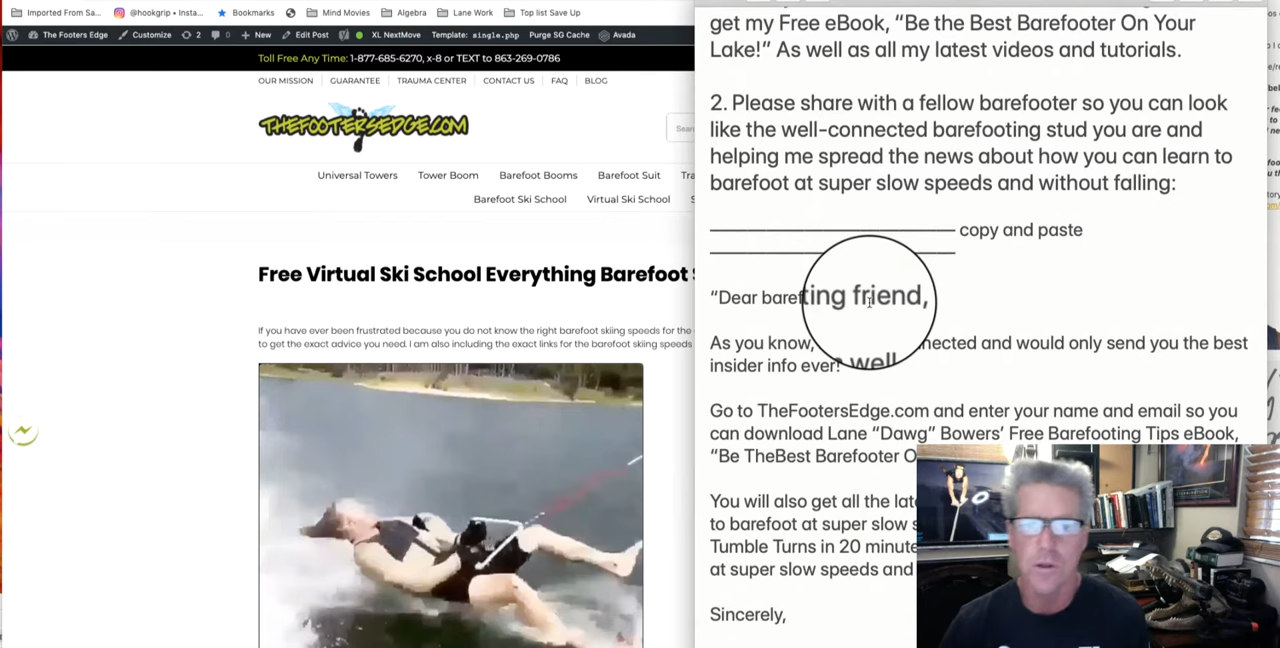 Imported From Sa...
@hookgrip • Insta...
Bookmarks
Mind Movies
Algebra
Lane Work
Top list Save Up
The Footers Edge
Customize
2
0
New
Edit Post
XL NextMove
Template: single.php
Purge SG Cache
Avada
Toll Free Any Time: 1-877-685-6270, x-8 or TEXT to 863-269-0786
OUR MISSION
GUARANTEE
TRAUMA CENTER
CONTACT US
FAQ
BLOG
THEFOOTERSEDGE.COM
Sear
Universal Towers
Tower Boom
Barefoot Booms
Barefoot Suit
Tra
Barefoot Ski School
Virtual Ski School
S
Free Virtual Ski School Everything Barefoot S
If you have ever been frustrated because you do not know the right barefoot skiing speeds for the
to get the exact advice you need. I am also including the exact links for the barefoot skiing speeds
get my Free eBook, “Be the Best Barefooter On Your
Lake!” As well as all my latest videos and tutorials.
2. Please share with a fellow barefooter so you can look
like the well-connected barefooting stud you are and
helping me spread the news about how you can learn to
barefoot at super slow speeds and without falling:
copy and paste
“Dear barefting friend,
As you know, well nected and would only send you the best
insider info ever!
Go to TheFootersEdge.com and enter your name and email so you
can download Lane “Dawg” Bowers’ Free Barefooting Tips eBook,
“Be TheBest Barefooter O
You will also get all the lat
to barefoot at super slow s
Tumble Turns in 20 minute
at super slow speeds and
Sincerely,